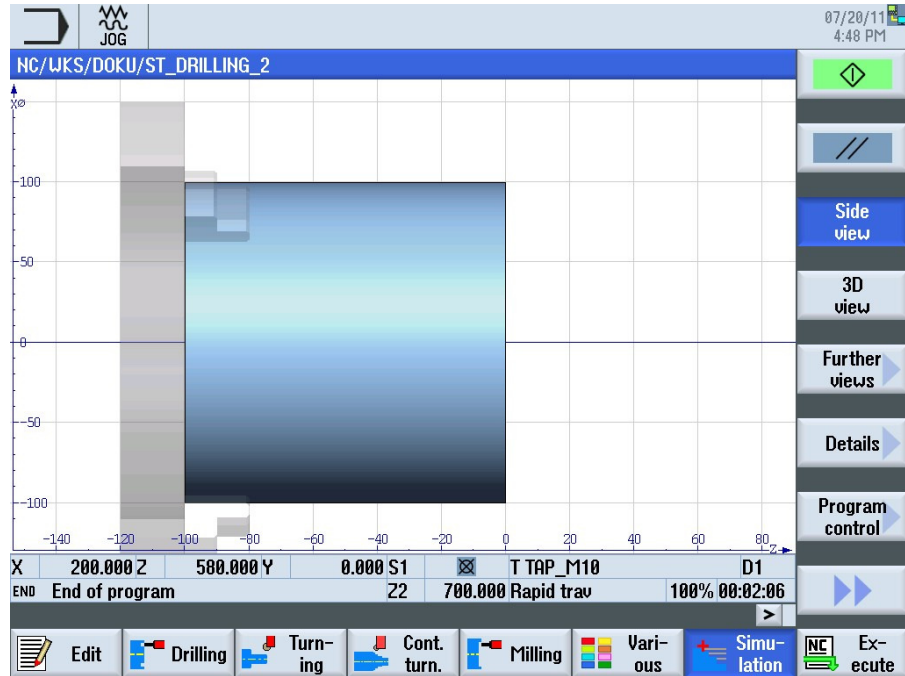 JOG
07/20/11
4:48 PM
NC/WKS/DOKU/ST_DRILLING_2
XØ
100
50
0
-50
-100
-140 -120 -100 -80 -60 -40 -20 0 20 40 60 80 Z
X 200.000 Z 580.000 Y 0.000 S1 T TAP_M10 D1
END End of program Z2 700.000 Rapid trav 100% 00:02:06
>
Side
view
3D
view
Further
views
Details
Program
control
Edit
Drilling
Turn-
ing
Cont.
turn.
Milling
Vari-
ous
Simu-
lation
NC
Ex-
ecute